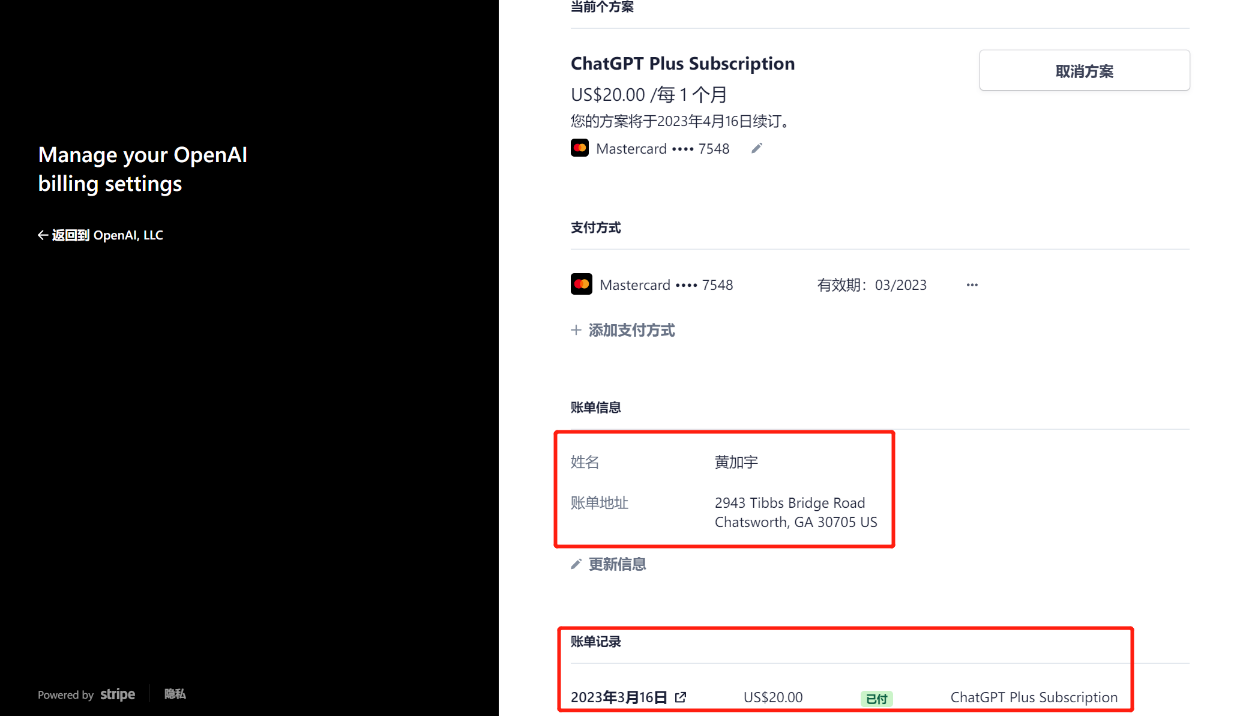 Manage your OpenAI
billing settings
← 返回到 OpenAI, LLC
Powered by stripe
隐私
当前个方案
ChatGPT Plus Subscription
取消方案
US$20.00 /每 1 个月
您的方案将于2023年4月16日续订。
Mastercard •••• 7548
支付方式
Mastercard •••• 7548 有效期：03/2023 •••
+ 添加支付方式
账单信息
姓名 黄加宇
账单地址 2943 Tibbs Bridge Road
Chatsworth, GA 30705 US
更新信息
账单记录
2023年3月16日 US$20.00 已付 ChatGPT Plus Subscription